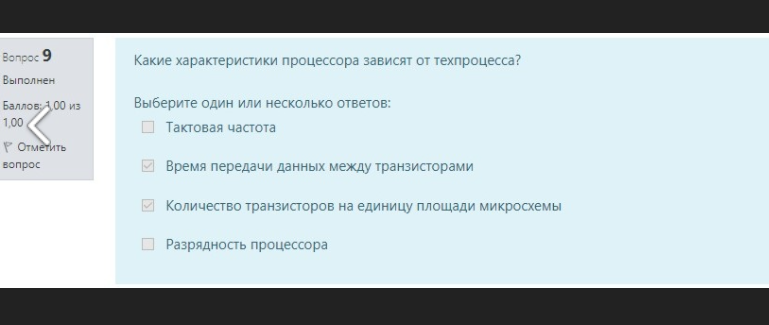 Вопрос 9
Выполнен
Баллов: 1,00 из
1,00
Отметить
вопрос
Какие характеристики процессора зависят от техпроцесса?
Выберите один или несколько ответов:
Тактовая частота
Время передачи данных между транзисторами
Количество транзисторов на единицу площади микросхемы
Разрядность процессора